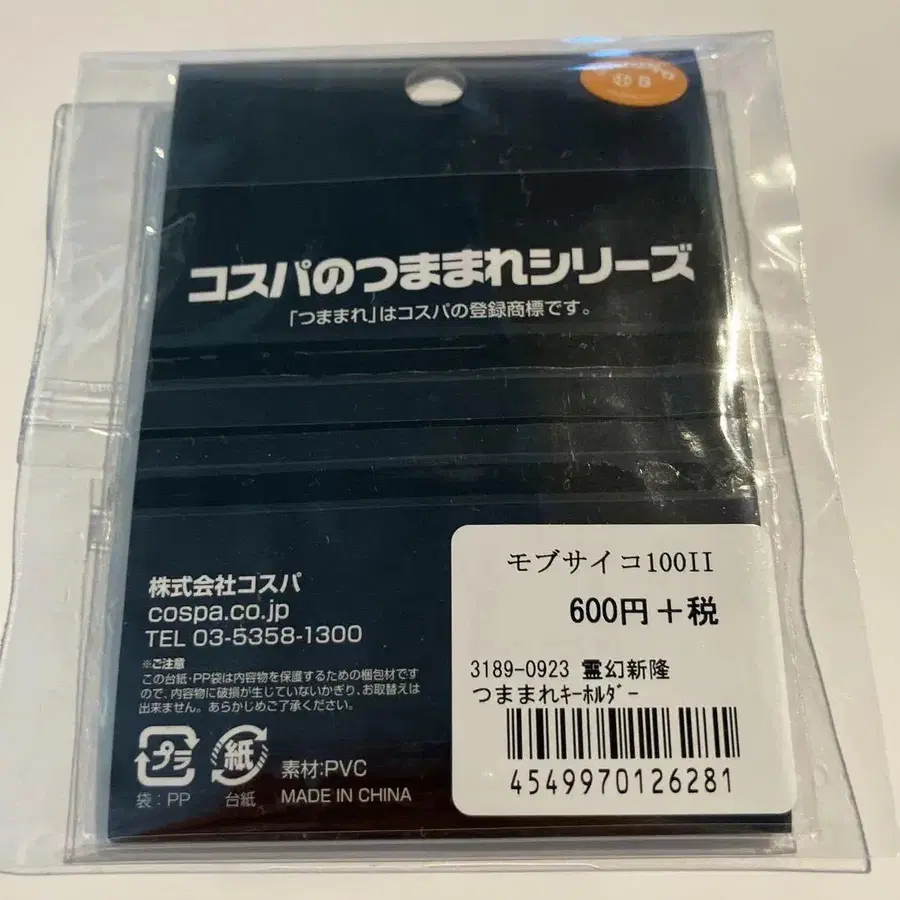 コスパのつままれシリーズ
「つままれ」はコスパの登録商標です。
株式会社コスパ
cospa.co.jp
TEL 03-5358-1300
※ご注意
この台紙・PP袋は内容物を保護するための梱包材ですので、
内容物に破損が生じていないかぎり、お取替えは
出来ません。あらかじめご了承ください。
プラ
紙
袋：PP
台紙
素材:PVC
MADE IN CHINA
モブサイコ100II
600円＋税
3189-0923 霊幻新隆
つままれｷｰﾎﾙﾀﾞｰ
4549970126281